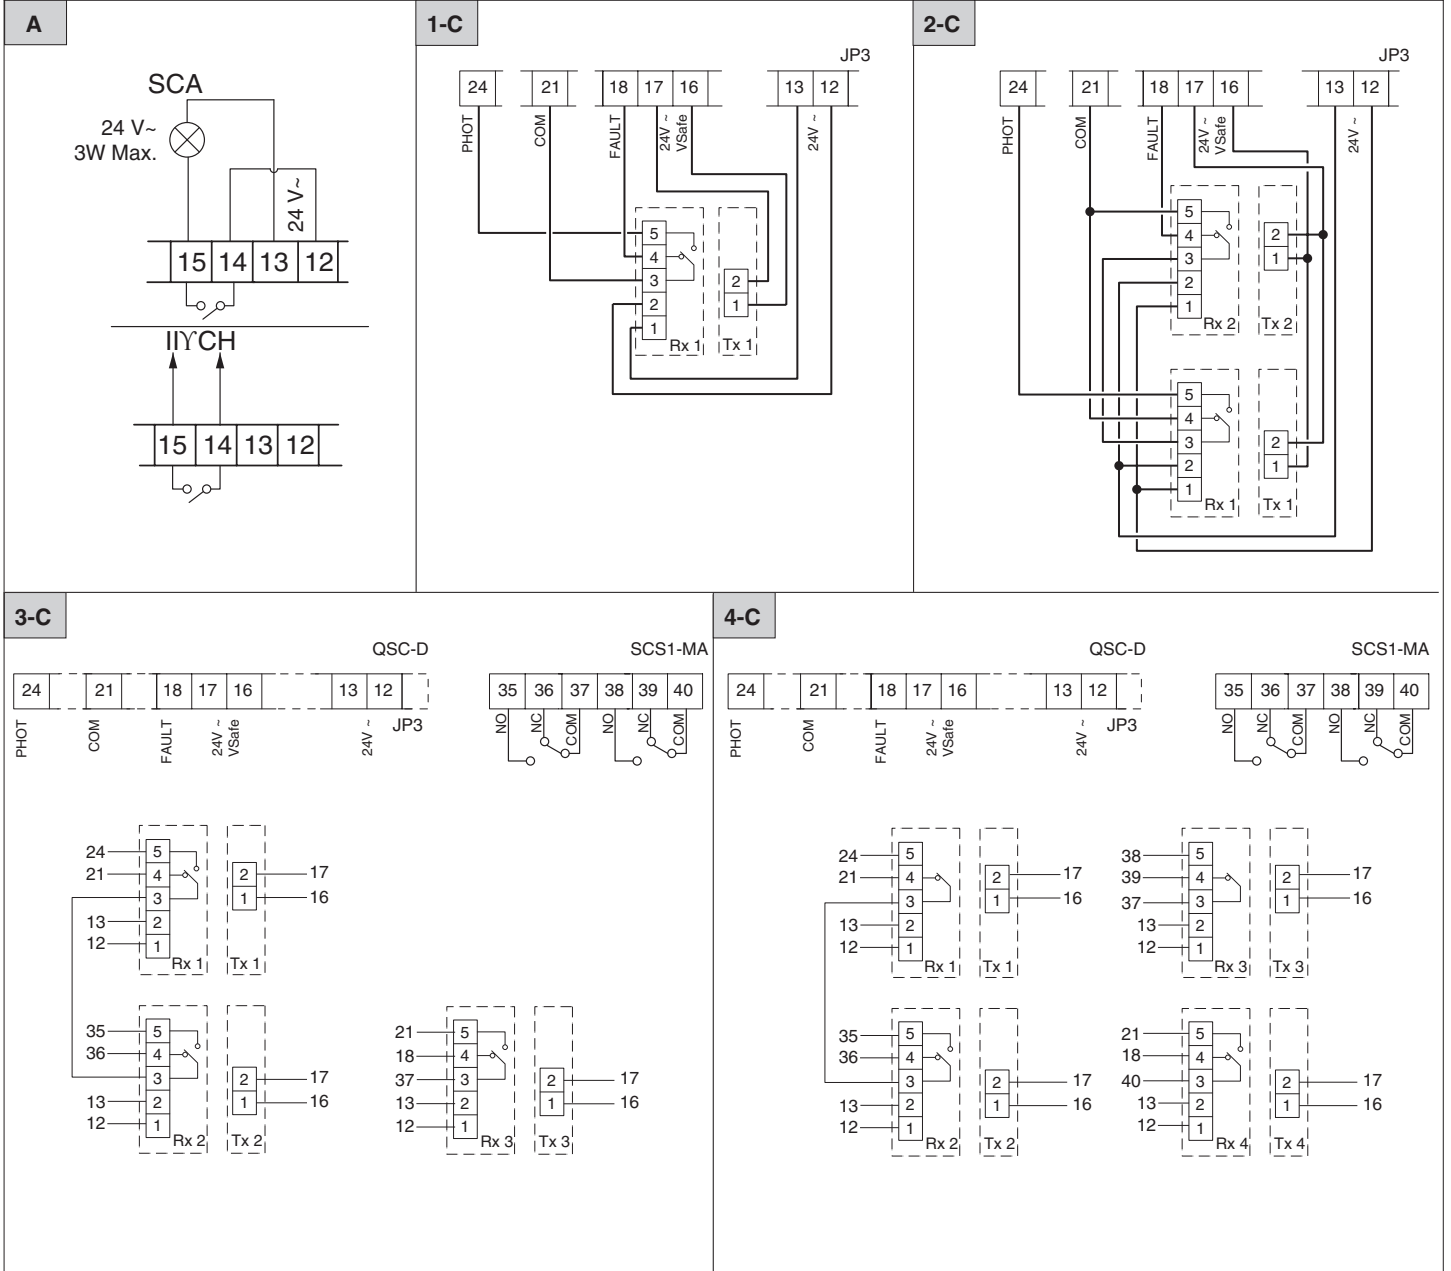 A
SCA
24 V~
3W Max.
24 V~
15 14 13 12
IIϒCH
15 14 13 12
1-C
JP3
24 21 18 17 16 13 12
PHOT
COM
FAULT
24V ~
VSafe
24V ~
5
4
3
2
1
Rx 1
2
1
Tx 1
2-C
JP3
24 21 18 17 16 13 12
PHOT
COM
FAULT
24V ~
VSafe
24V ~
5
4
3
2
1
Rx 2
2
1
Tx 2
5
4
3
2
1
Rx 1
2
1
Tx 1
3-C
QSC-D
SCS1-MA
24 21 18 17 16 13 12
35 36 37 38 39 40
PHOT
COM
FAULT
24V ~
VSafe
24V ~
JP3
NO
NC
COM
NO
NC
COM
24 5
21 4
3
13 2
12 1
Rx 1
2 17
1 16
Tx 1
35 5
36 4
3
13 2
12 1
Rx 2
2 17
1 16
Tx 2
21 5
18 4
37 3
13 2
12 1
Rx 3
2 17
1 16
Tx 3
4-C
QSC-D
SCS1-MA
24 21 18 17 16 13 12
35 36 37 38 39 40
PHOT
COM
FAULT
24V ~
VSafe
24V ~
JP3
NO
NC
COM
NO
NC
COM
24 5
21 4
3
13 2
12 1
Rx 1
2 17
1 16
Tx 1
38 5
39 4
37 3
13 2
12 1
Rx 3
2 17
1 16
Tx 3
35 5
36 4
3
13 2
12 1
Rx 2
2 17
1 16
Tx 2
21 5
18 4
40 3
13 2
12 1
Rx 4
2 17
1 16
Tx 4